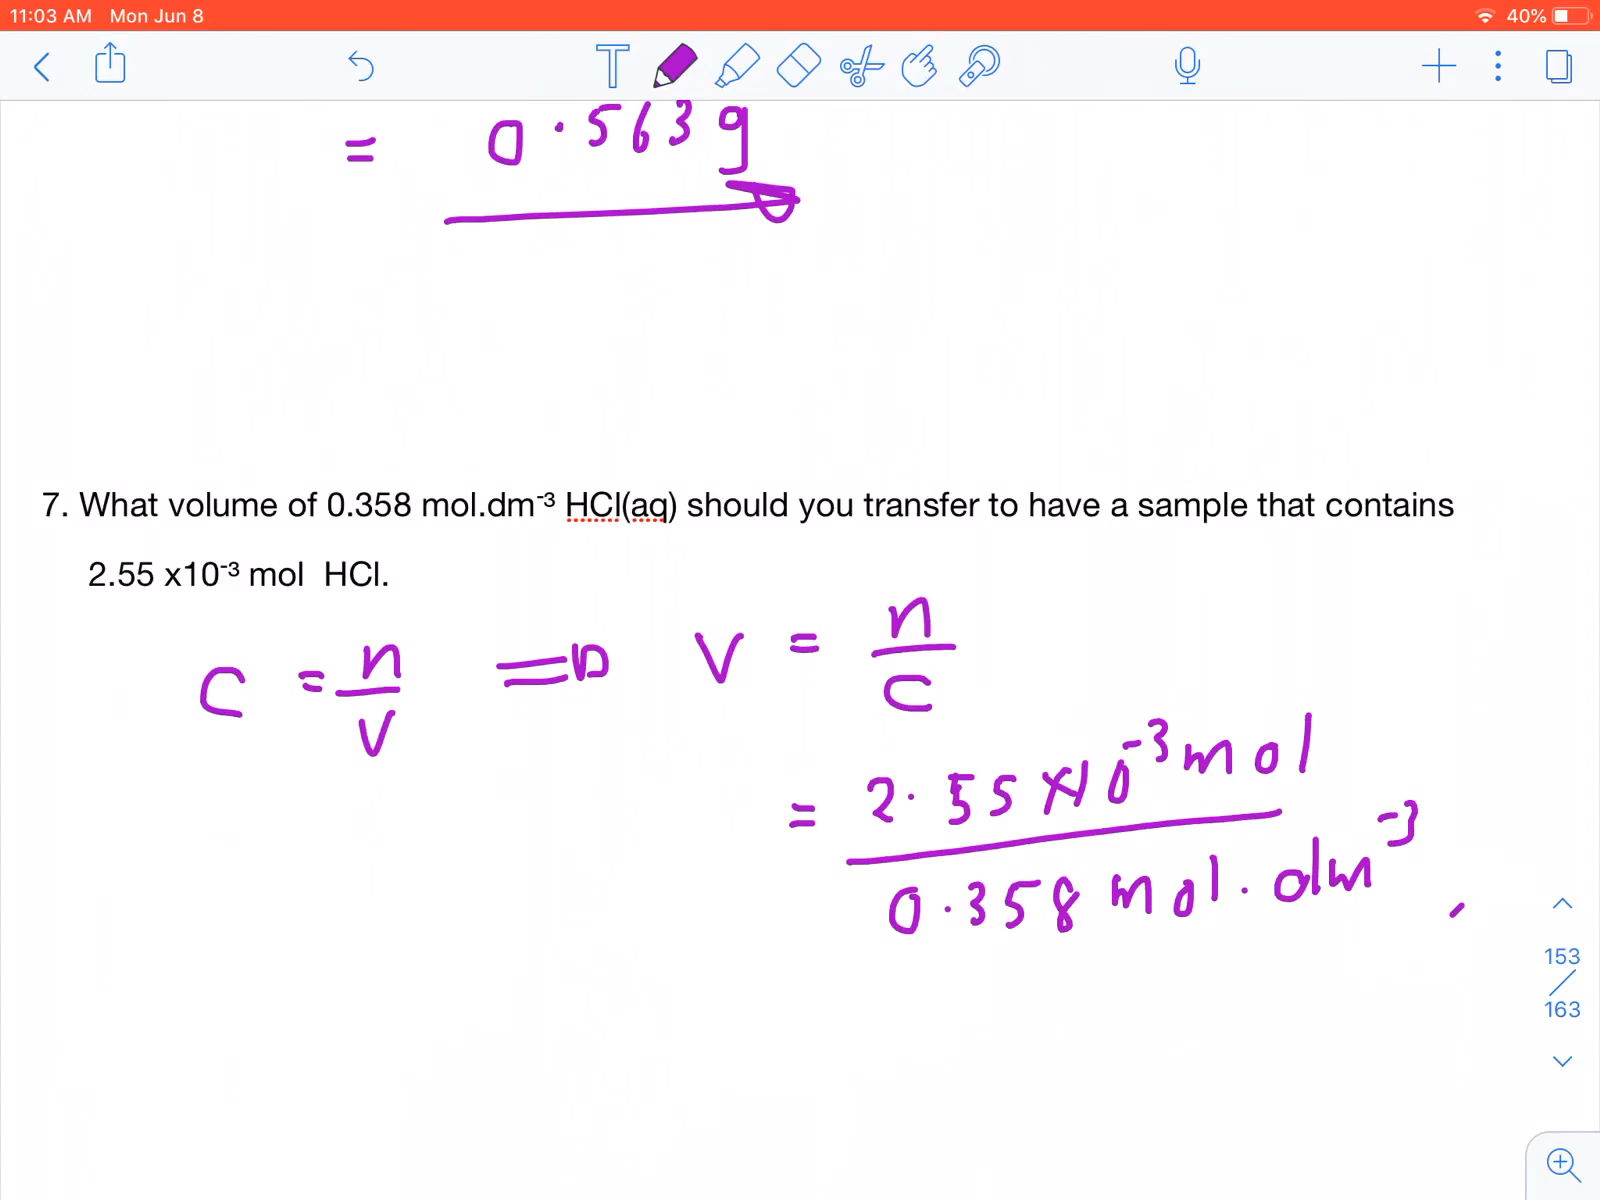 11:03 AM Mon Jun 8 40%
T
= 0.563g
7. What volume of 0.358 mol.dm⁻³ HCl(aq) should you transfer to have a sample that contains
2.55 x10⁻³ mol HCl.
C = n/V ⇒ V = n/C
= 2.55 x10⁻³ mol
0.358 mol.dm⁻³
153
163